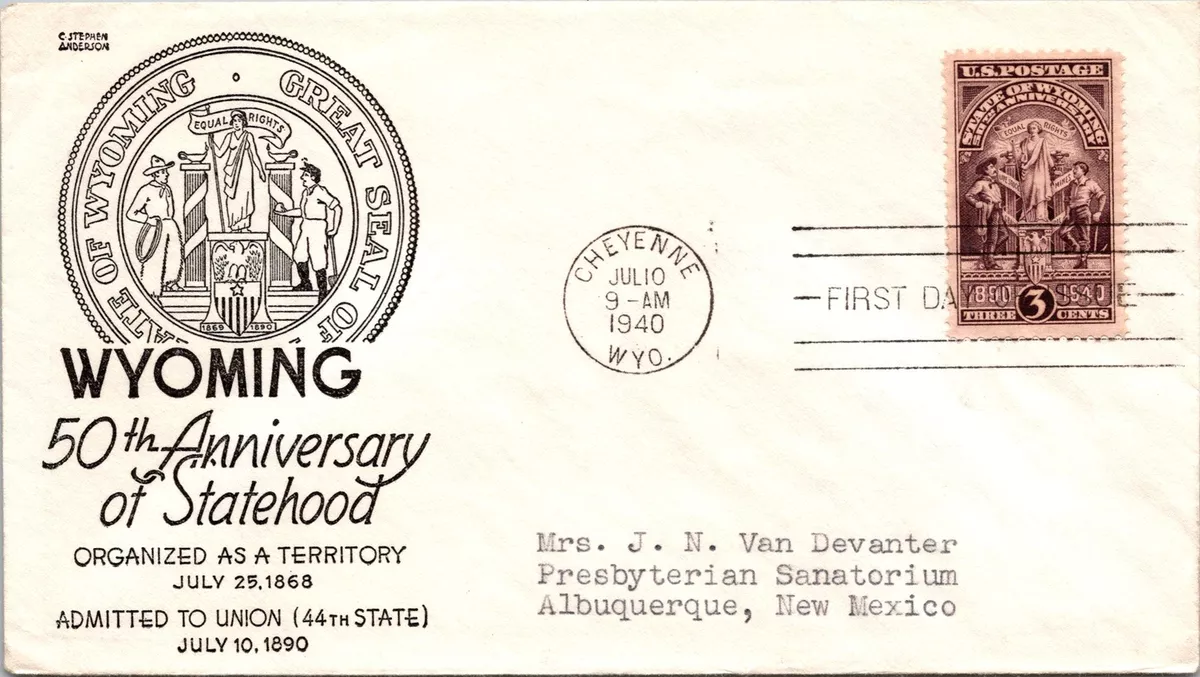 C. STEPHEN
ANDERSON
GREAT SEAL OF
STATE OF WYOMING
EQUAL RIGHTS
1869 1890
WYOMING
50th Anniversary
of Statehood
ORGANIZED AS A TERRITORY
JULY 25, 1868
ADMITTED TO UNION (44TH STATE)
JULY 10, 1890
CHEYENNE
JUL 10
9-AM
1940
WYO.
FIRST DAY
U.S. POSTAGE
STATE OF WYOMING
50TH ANNIVERSARY
EQUAL RIGHTS
1890 1940
THREE 3 CENTS
Mrs. J. N. Van Devanter
Presbyterian Sanatorium
Albuquerque, New Mexico